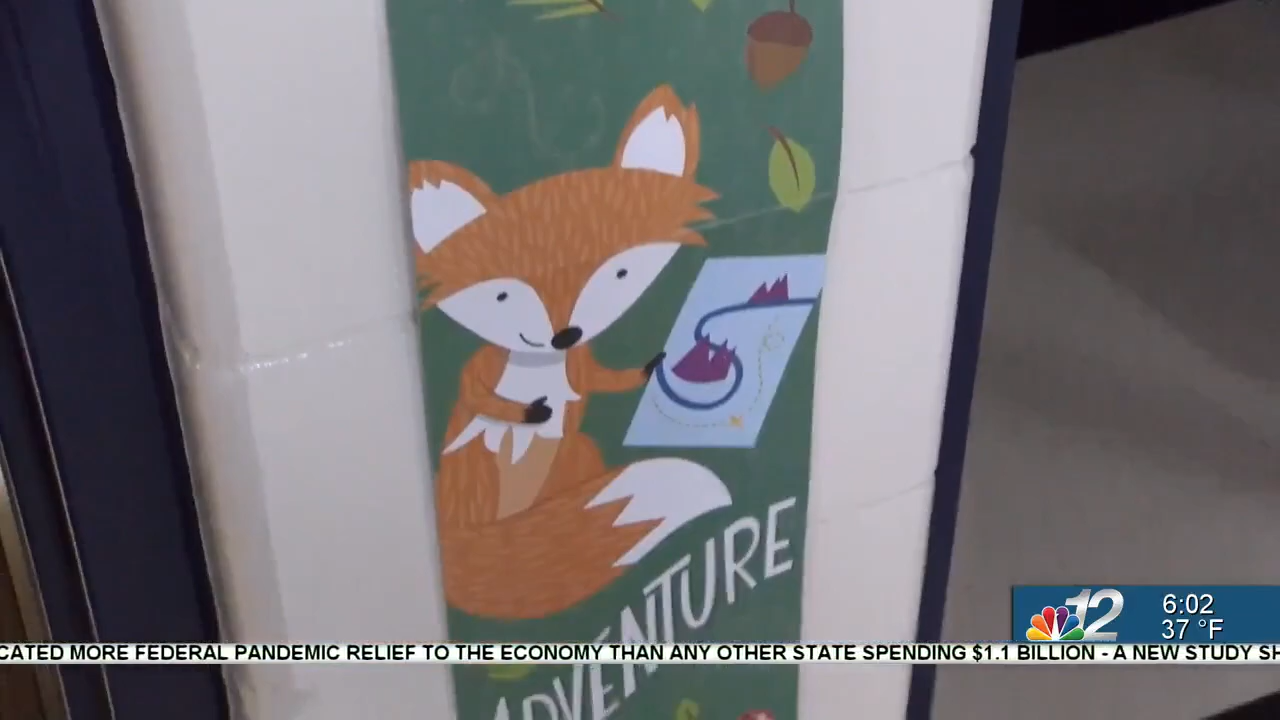 ADVENTURE
12
6:02
37 °F
CATED MORE FEDERAL PANDEMIC RELIEF TO THE ECONOMY THAN ANY OTHER STATE SPENDING $1.1 BILLION - A NEW STUDY SH